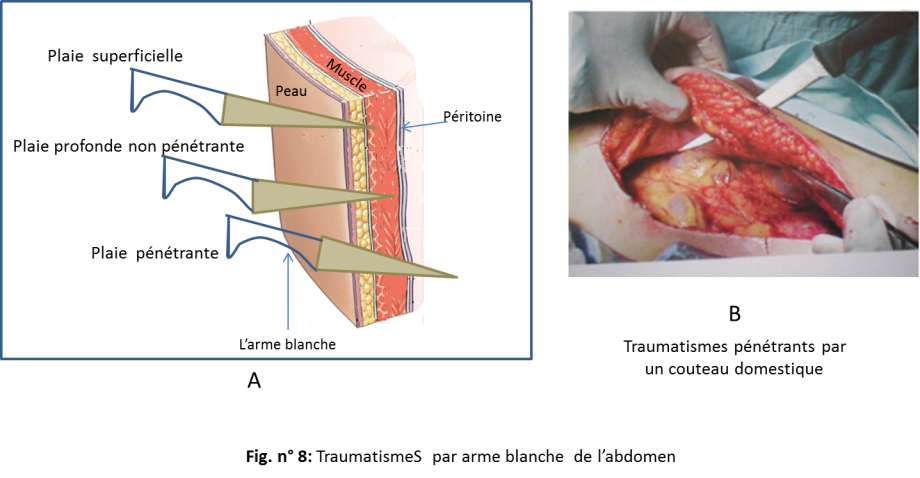 Plaie superficielle
Muscle
Peau
Péritoine
Plaie profonde non pénétrante
Plaie pénétrante
L'arme blanche
A
B
Traumatismes pénétrants par
un couteau domestique
Fig. n° 8: TraumatismeS par arme blanche de l'abdomen